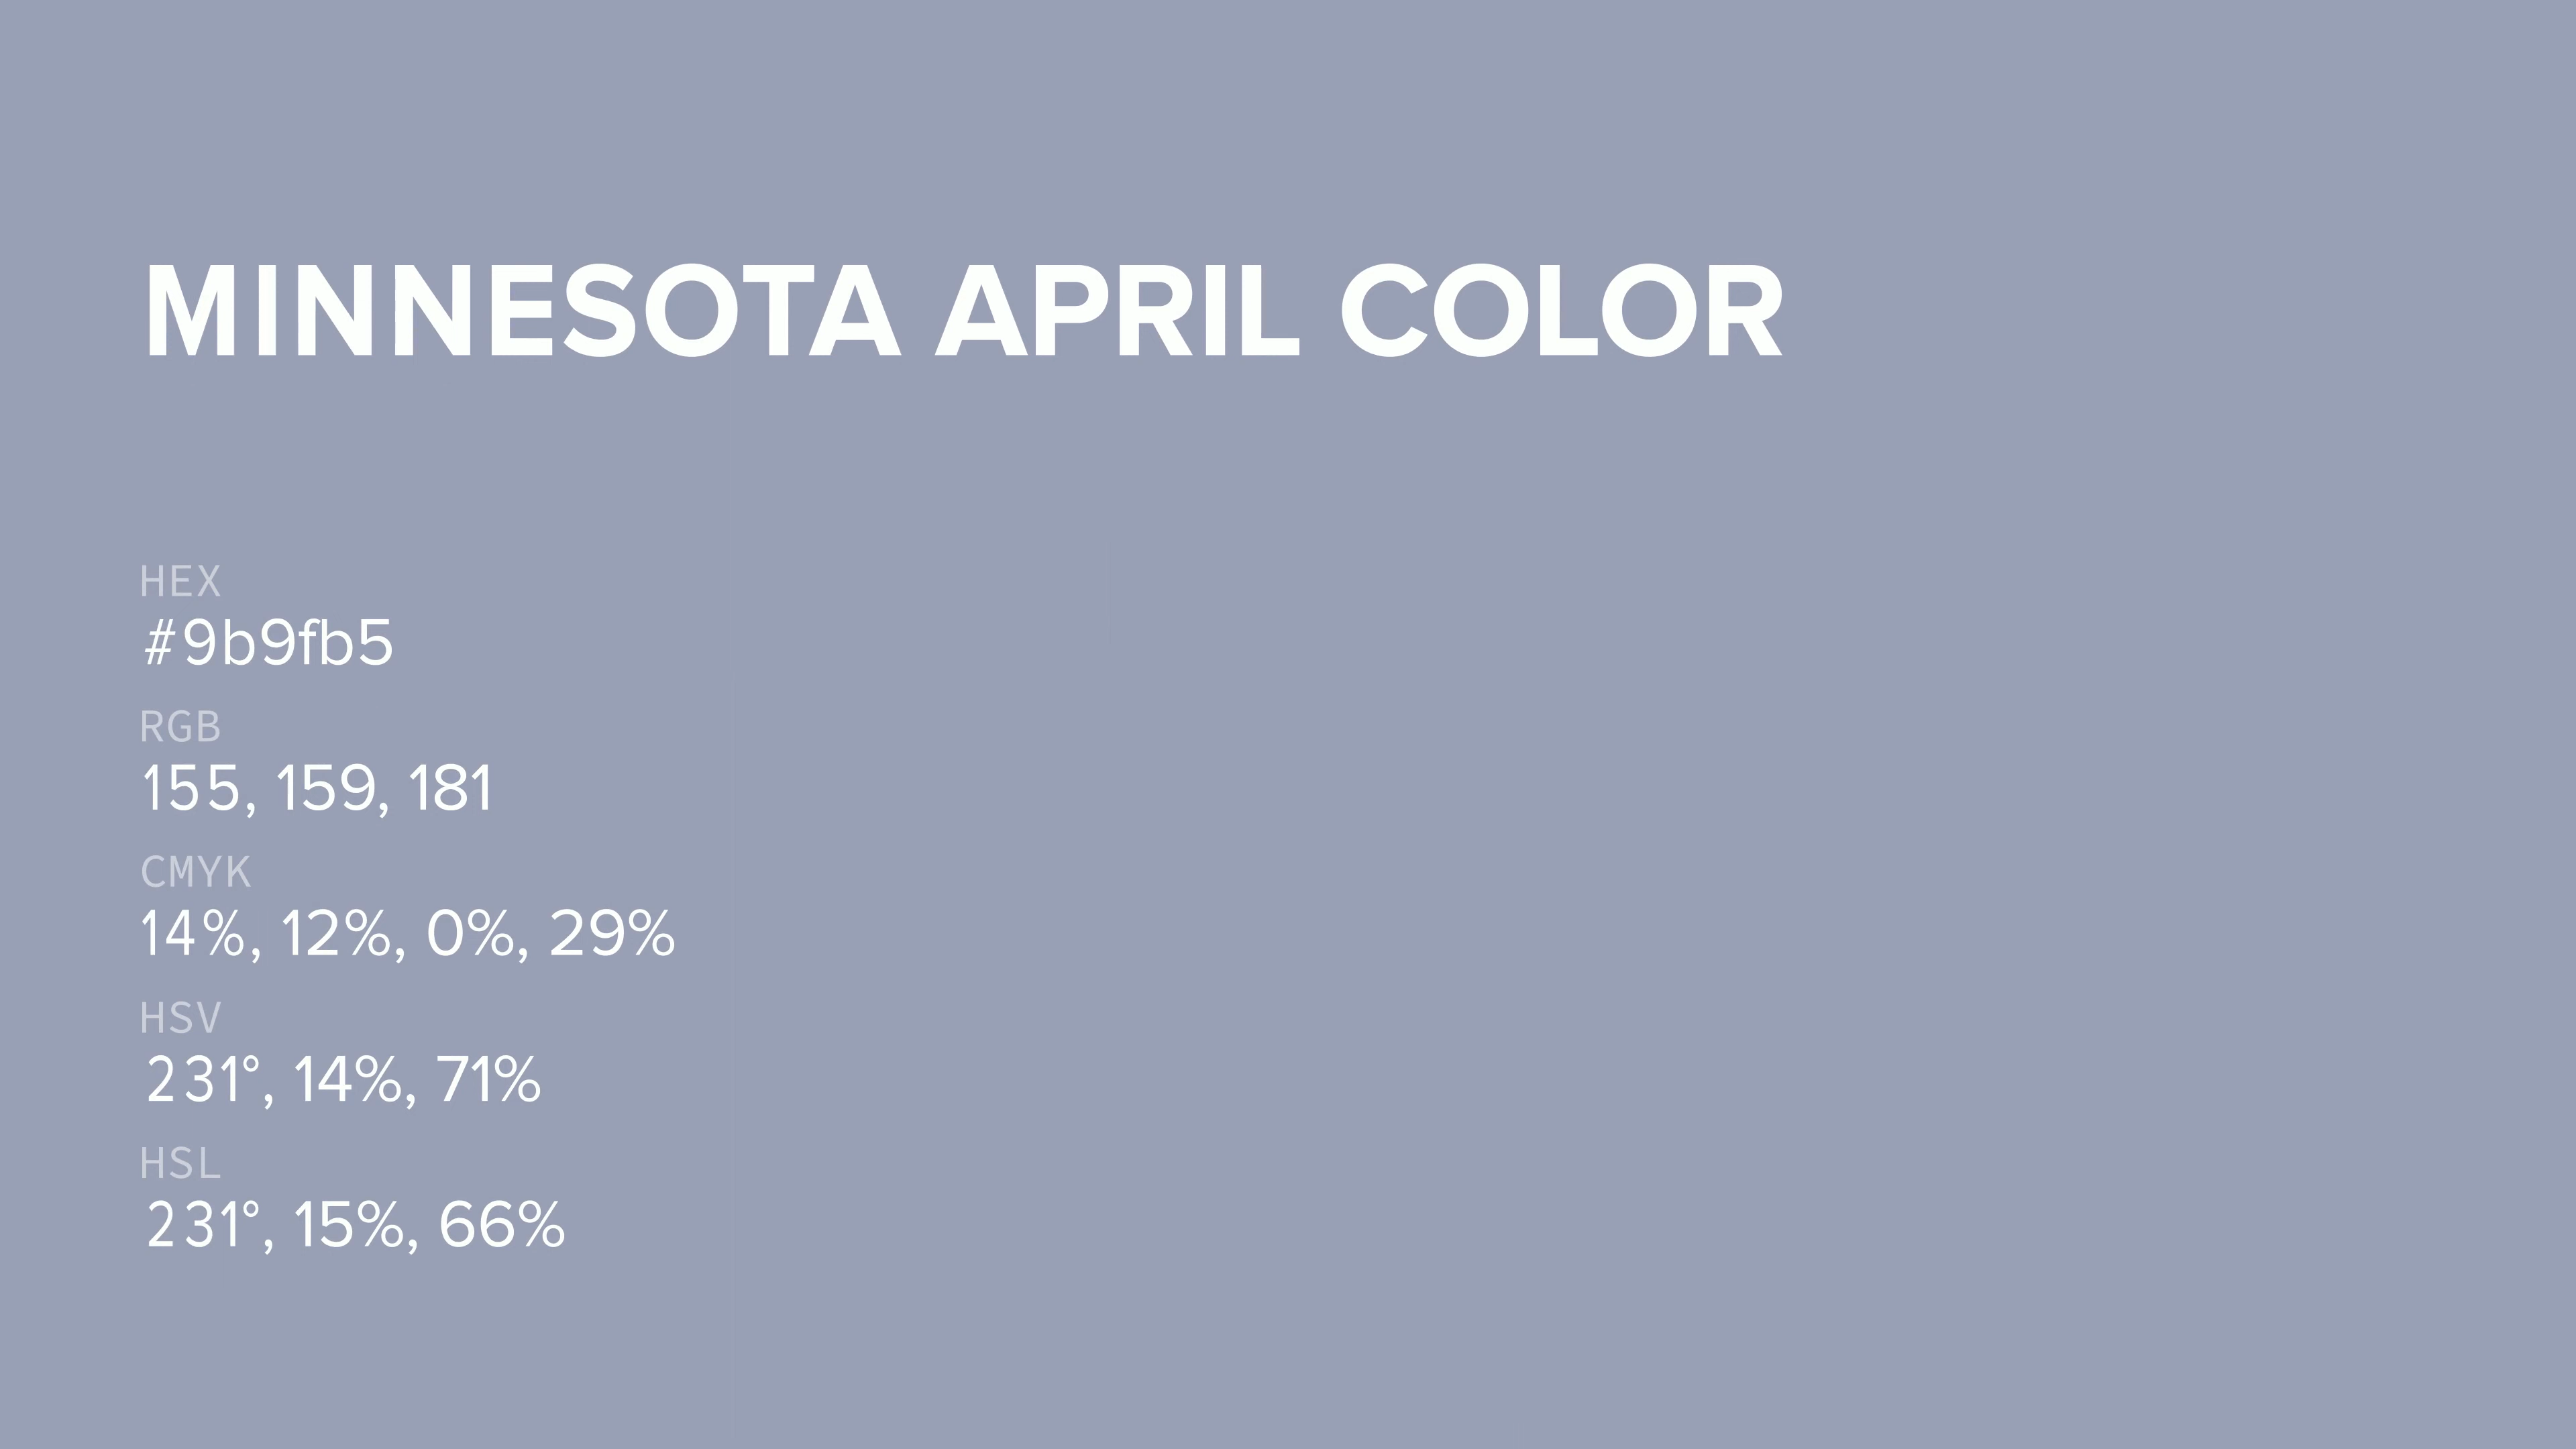 MINNESOTA APRIL COLOR
HEX
#9b9fb5
RGB
155, 159, 181
CMYK
14%, 12%, 0%, 29%
HSV
231°, 14%, 71%
HSL
231°, 15%, 66%